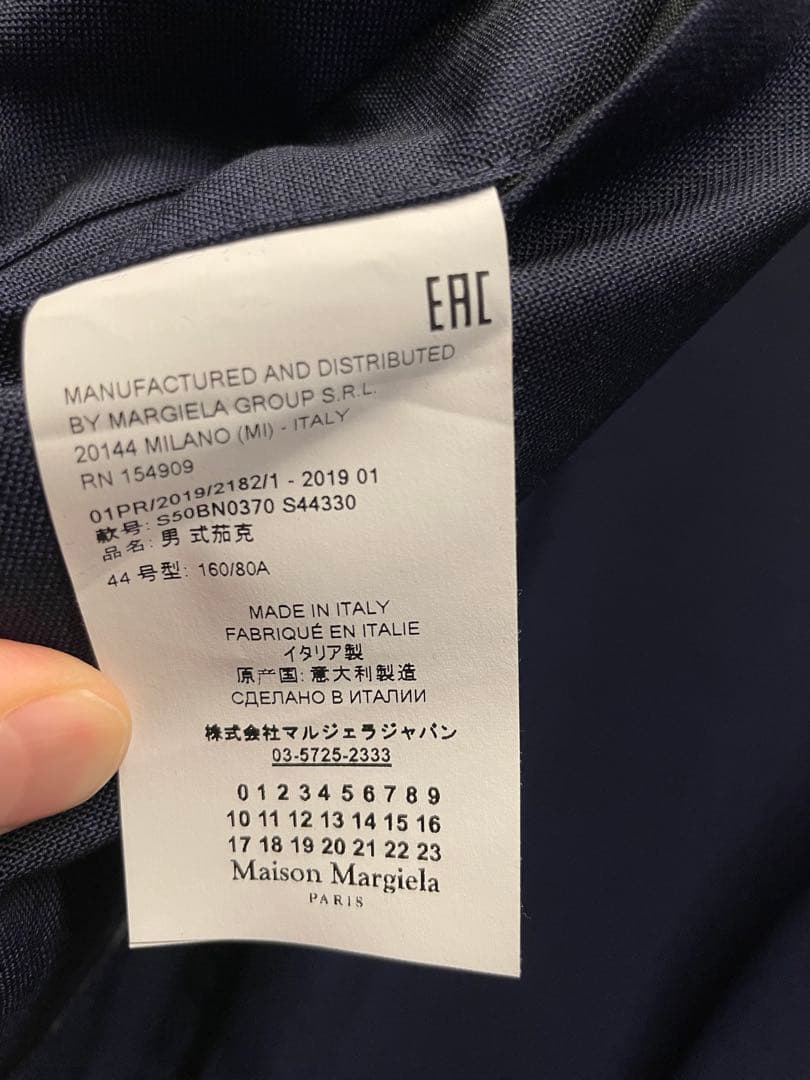 EAC
MANUFACTURED AND DISTRIBUTED
BY MARGIELA GROUP S.R.L.
20144 MILANO (MI) - ITALY
RN 154909
01PR/2019/2182/1 - 2019 01
款号: S50BN0370 S44330
品名: 男 式茄克
44 号型: 160/80A
MADE IN ITALY
FABRIQUÉ EN ITALIE
イタリア製
原产国: 意大利製造
СДЕЛАНО В ИТАЛИИ
株式会社マルジェラジャパン
03-5725-2333
0 1 2 3 4 5 6 7 8 9
10 11 12 13 14 15 16
17 18 19 20 21 22 23
Maison Margiela
PARIS